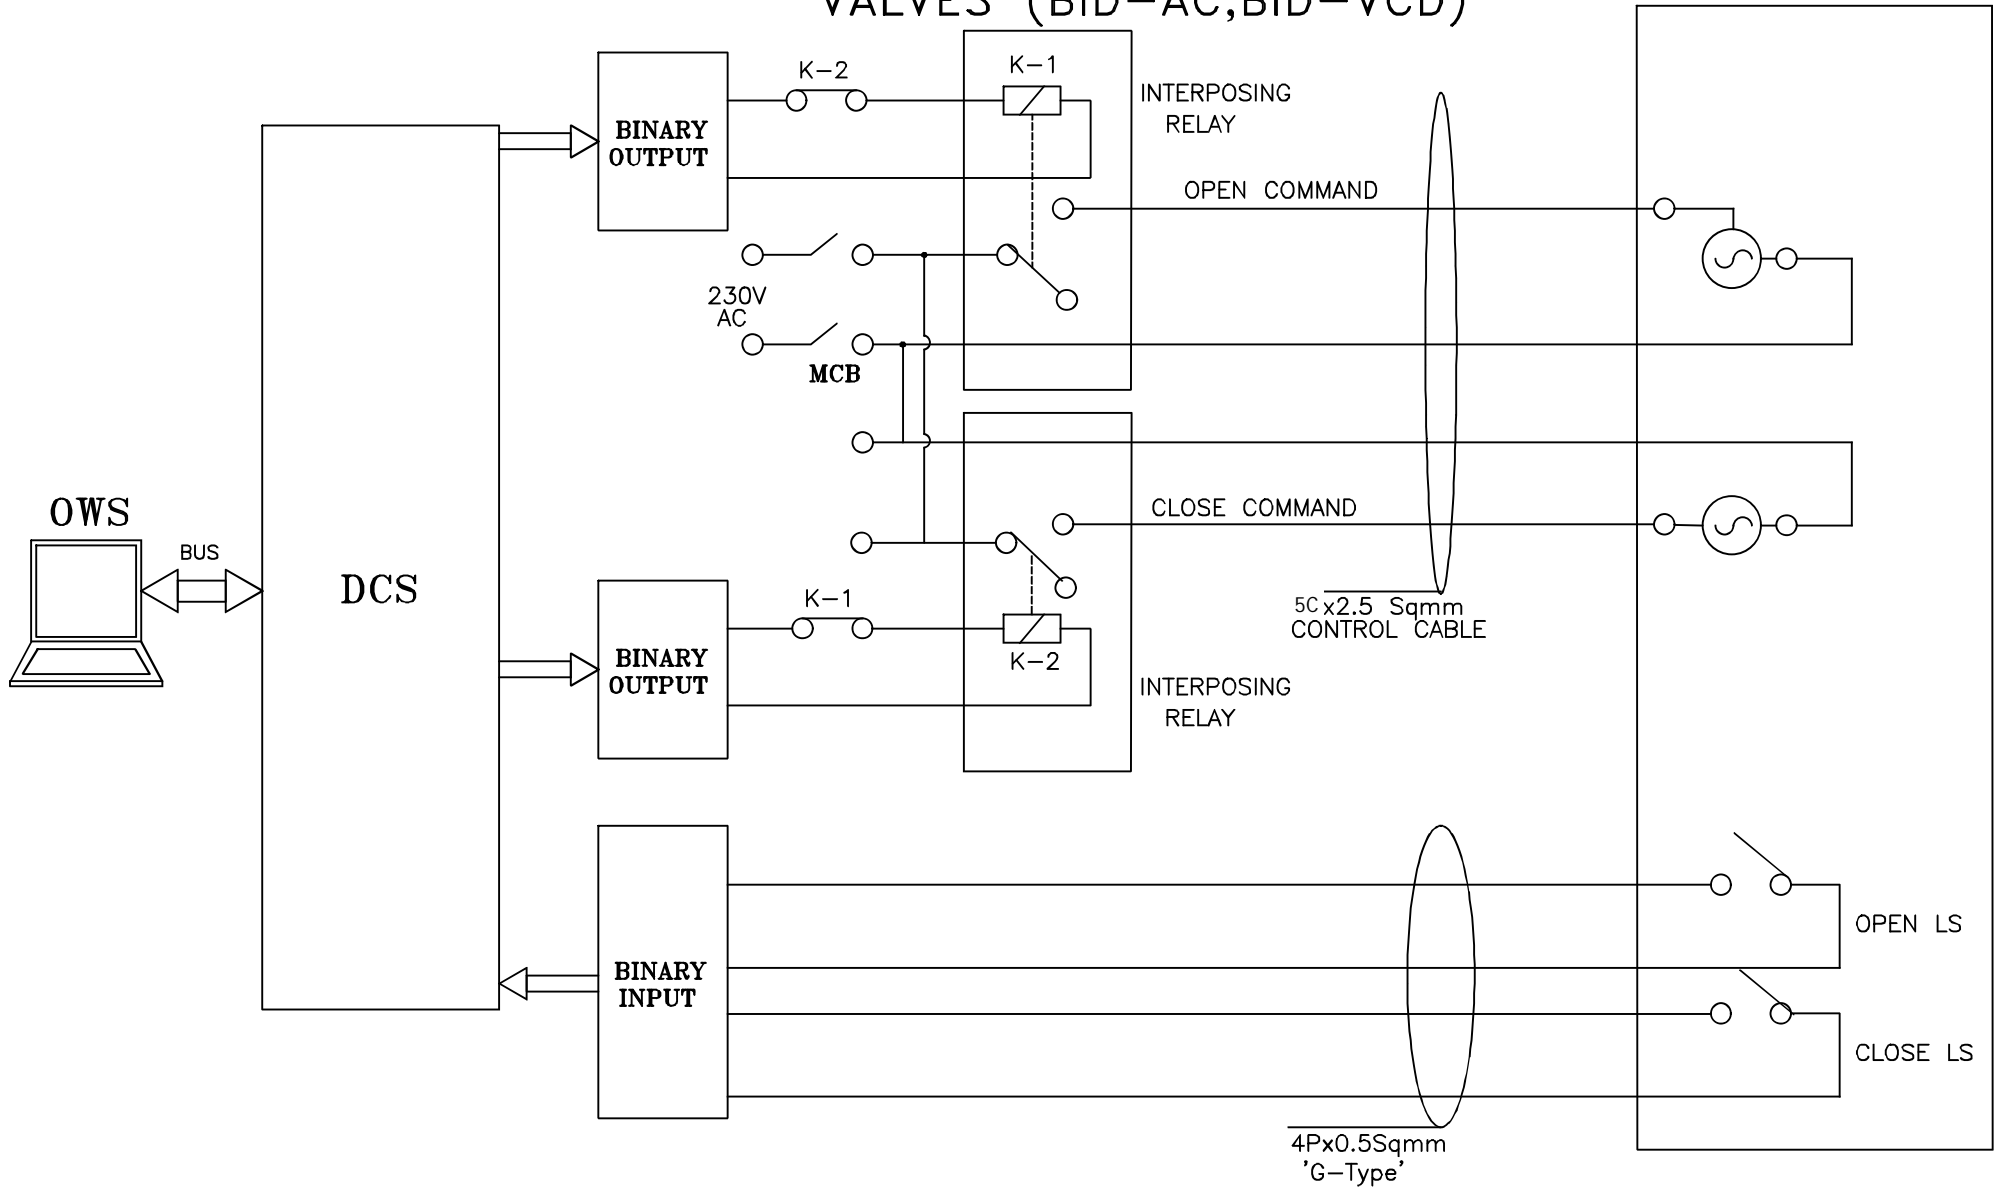 VALVES (BID-AC,BID-VCD)
K-2
K-1
INTERPOSING
RELAY
BINARY
OUTPUT
OPEN COMMAND
230V
AC
MCB
OWS
BUS
DCS
CLOSE COMMAND
K-1
BINARY
OUTPUT
K-2
5C x2.5 Sqmm
CONTROL CABLE
INTERPOSING
RELAY
BINARY
INPUT
OPEN LS
CLOSE LS
4Px0.5Sqmm
'G-Type'